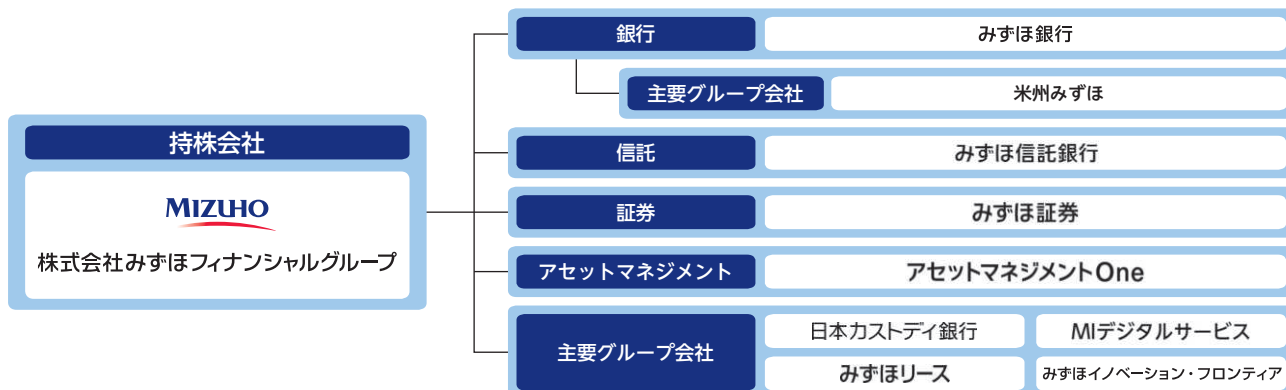 持株会社
MIZUHO
株式会社みずほフィナンシャルグループ
銀行
みずほ銀行
主要グループ会社
米州みずほ
信託
みずほ信託銀行
証券
みずほ証券
アセットマネジメント
アセットマネジメントOne
主要グループ会社
日本カストディ銀行
MIデジタルサービス
みずほリース
みずほイノベーション・フロンティア